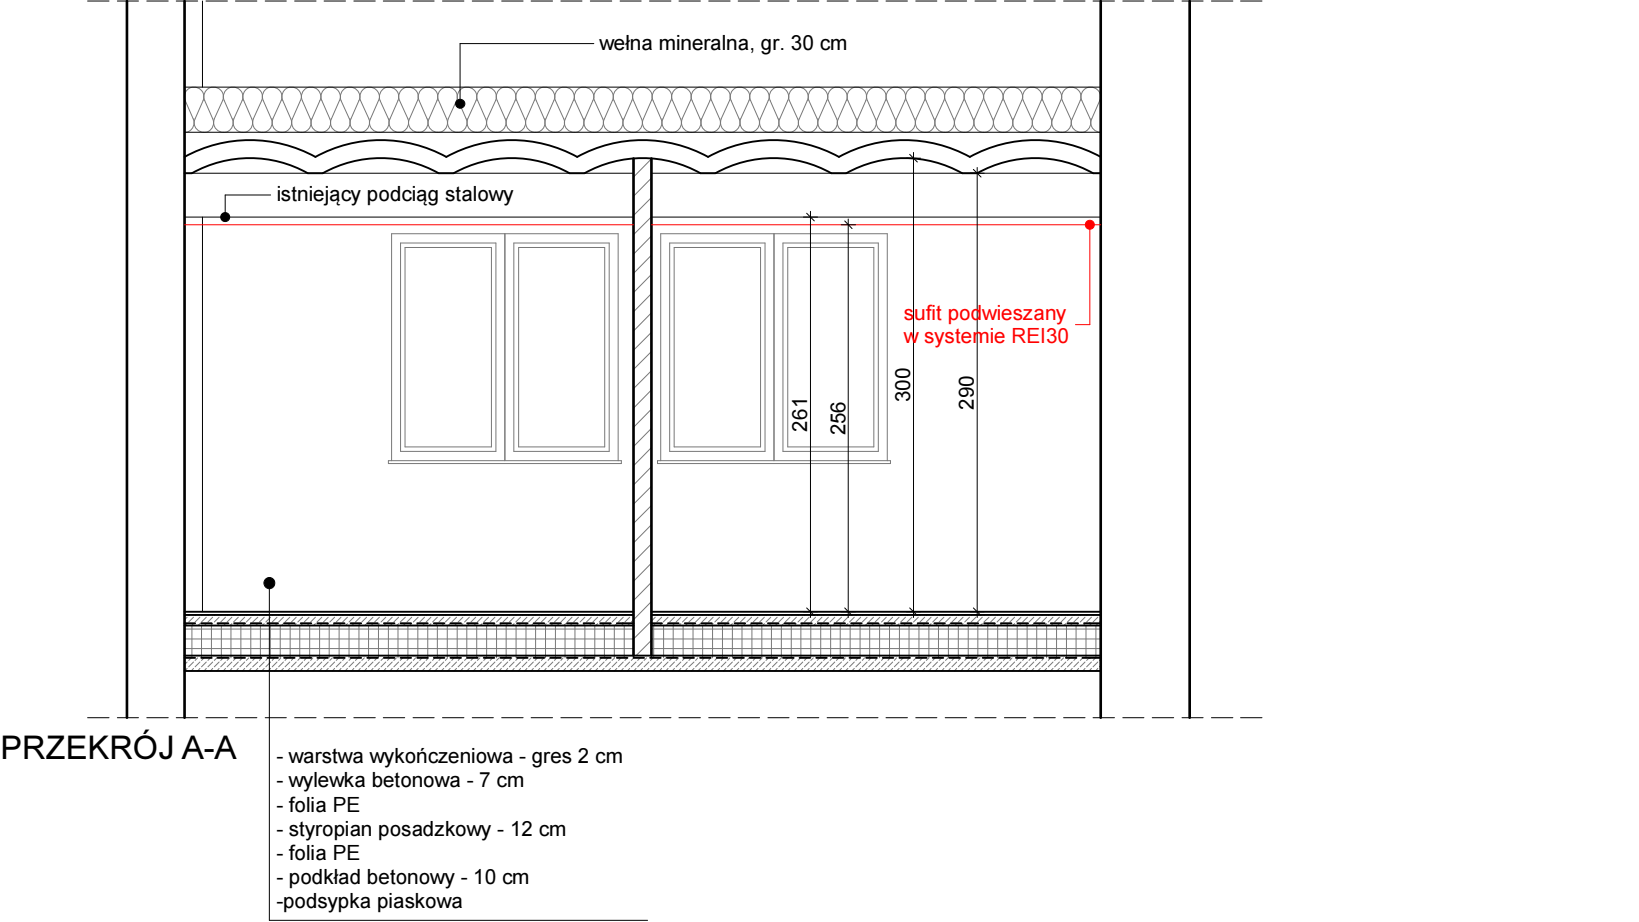 wełna mineralna, gr. 30 cm
istniejący podciąg stalowy
sufit podwieszany
w systemie REI30
261
256
300
290
PRZEKRÓJ A-A
- warstwa wykończeniowa - gres 2 cm
- wylewka betonowa - 7 cm
- folia PE
- styropian posadzkowy - 12 cm
- folia PE
- podkład betonowy - 10 cm
-podsypka piaskowa